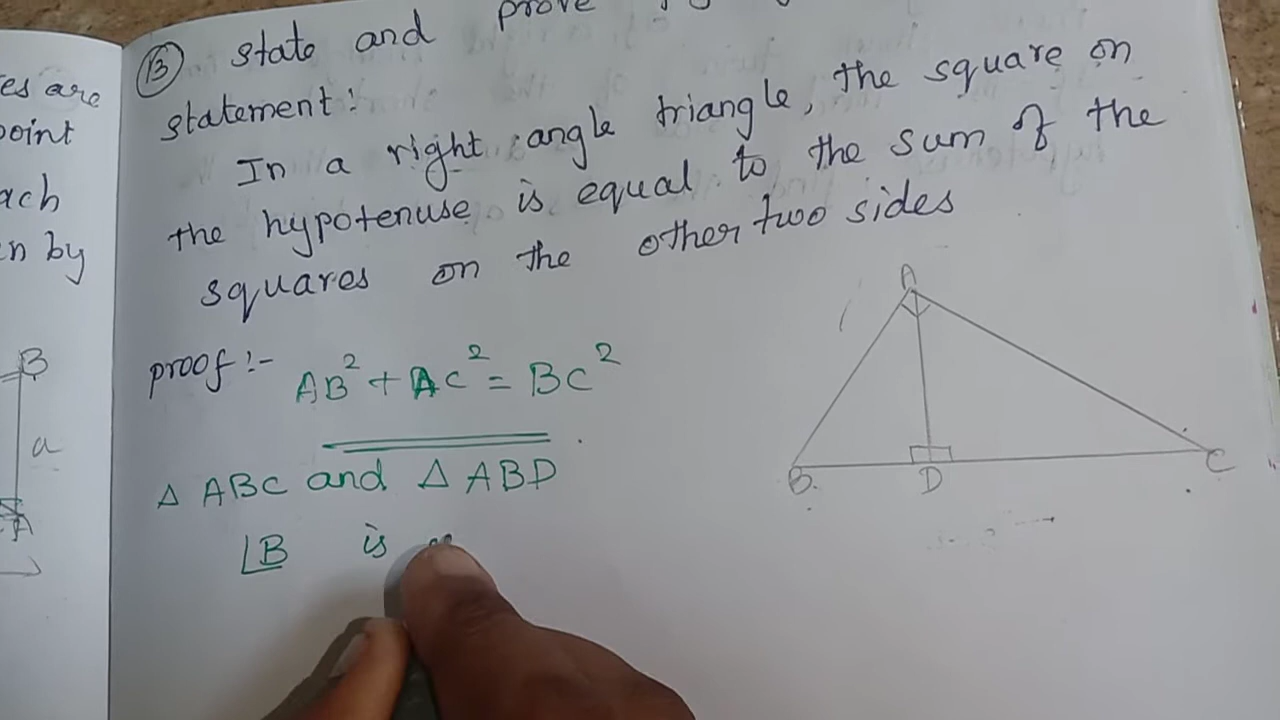 es are
point
ach
n by
B
a
A
(13) state and prove
statement:
In a right angle triangle, the square on
the hypotenuse is equal to the sum of the
squares on the other two sides
proof :- AB² + AC² = BC²
△ ABC and △ ABD
∠B is
A
B
D
C